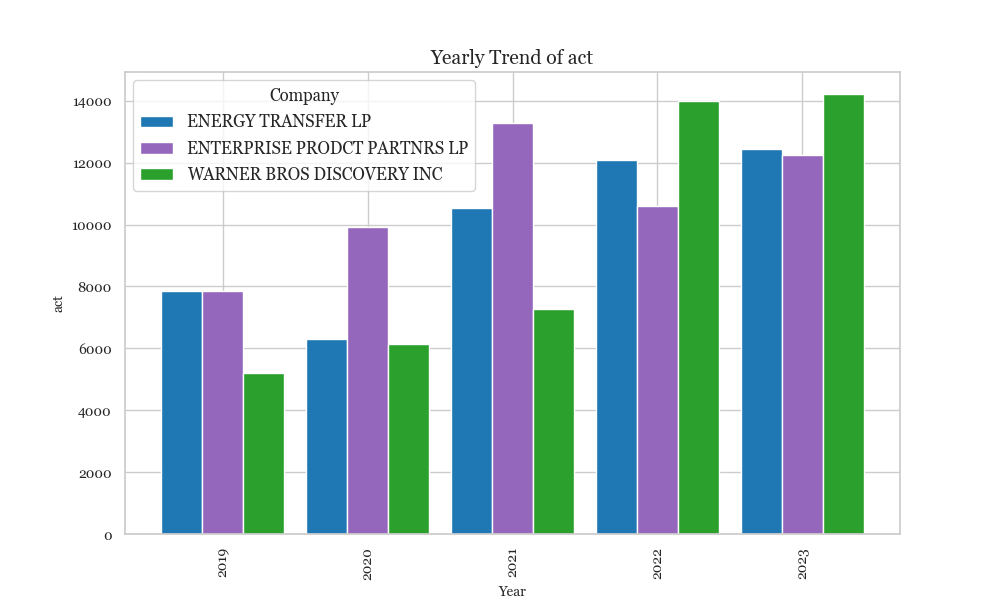 Yearly Trend of act
Company
ENERGY TRANSFER LP
ENTERPRISE PRODCT PARTNRS LP
WARNER BROS DISCOVERY INC
14000
12000
10000
8000
6000
4000
2000
0
act
2019
2020
2021
2022
2023
Year